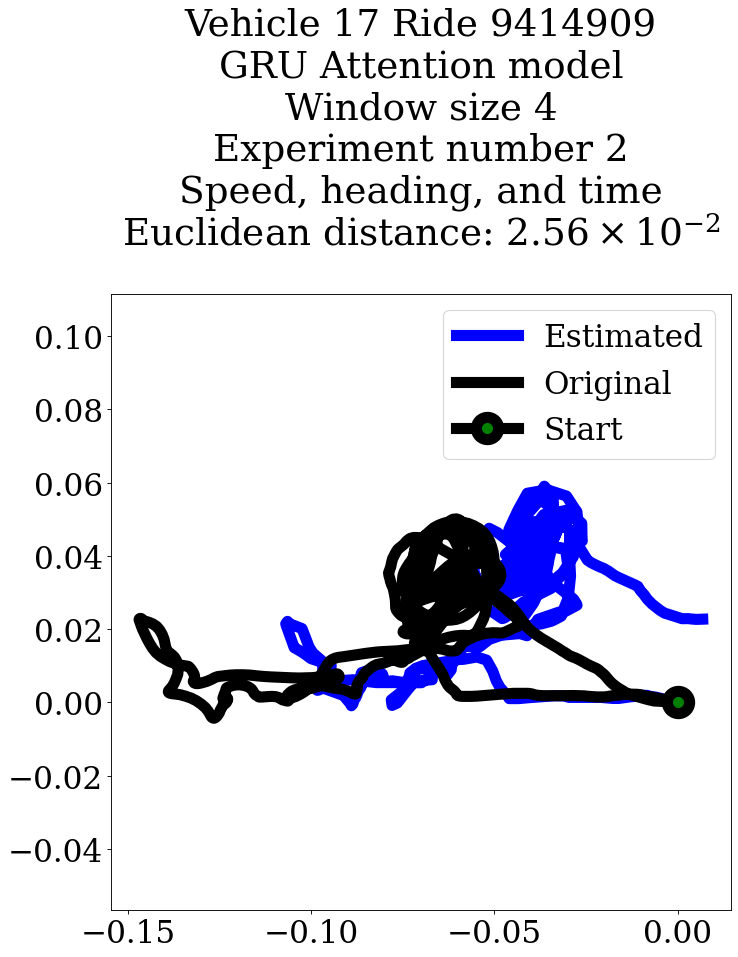 Vehicle 17 Ride 9414909
GRU Attention model
Window size 4
Experiment number 2
Speed, heading, and time
Euclidean distance: 2.56 × 10⁻²
Estimated
Original
Start
0.10
0.08
0.06
0.04
0.02
0.00
−0.02
−0.04
−0.15 −0.10 −0.05 0.00